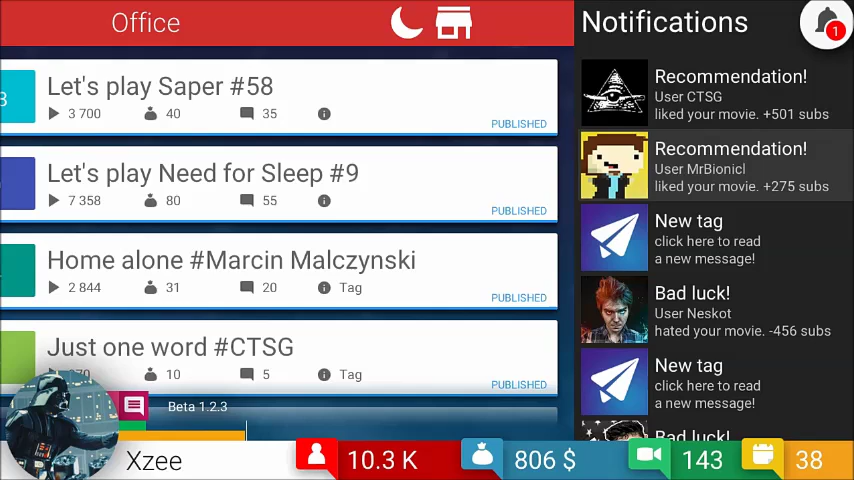 Office
Notifications
1
Let's play Saper #58
3 700 40 35
PUBLISHED
Let's play Need for Sleep #9
7 358 80 55
PUBLISHED
Home alone #Marcin Malczynski
2 844 31 20 Tag
PUBLISHED
Just one word #CTSG
10 5 Tag
PUBLISHED
Beta 1.2.3
Xzee
10.3 K
806 $
143
38
Recommendation!
User CTSG
liked your movie. +501 subs
Recommendation!
User MrBionicl
liked your movie. +275 subs
New tag
click here to read
a new message!
Bad luck!
User Neskot
hated your movie. -456 subs
New tag
click here to read
a new message!
Bad luck!